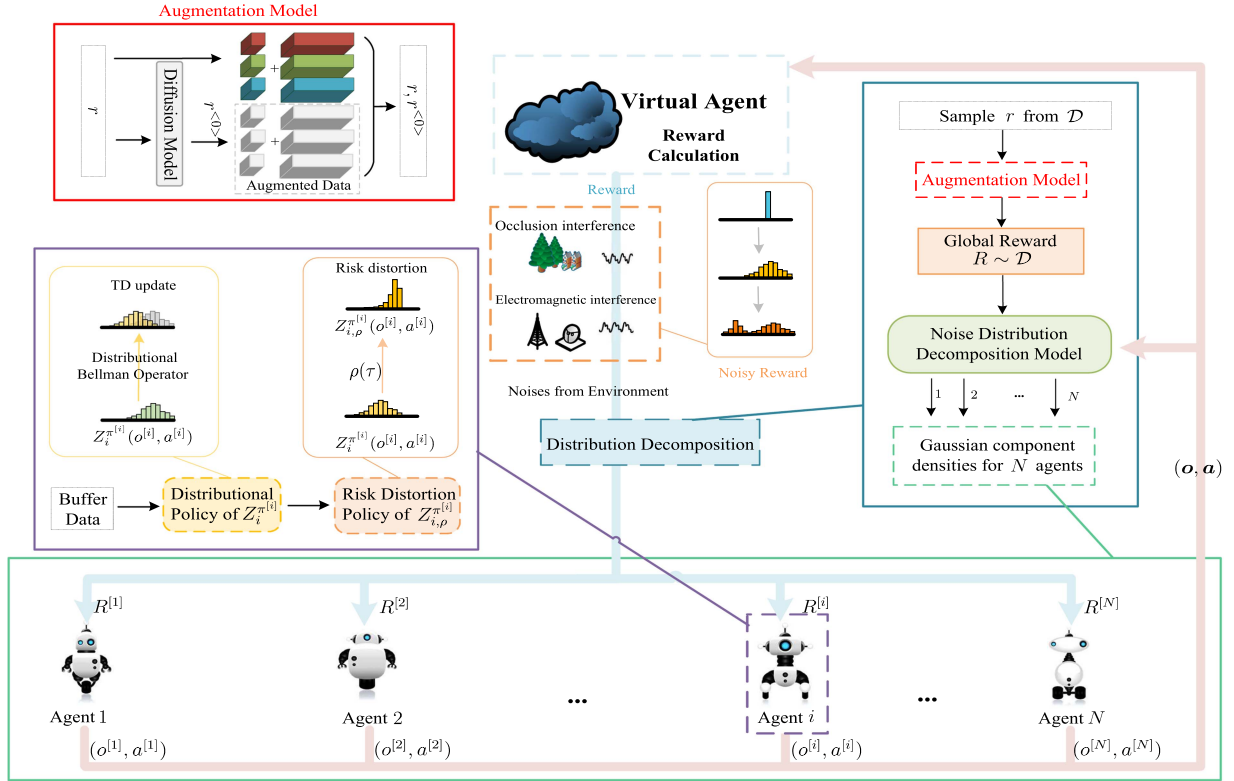 Augmentation Model
r
Diffusion Model
r<0>
+
+
Augmented Data
r, r<0>
Virtual Agent
Reward
Calculation
Reward
Occlusion interference
Electromagnetic interference
Noisy Reward
Noises from Environment
Distribution Decomposition
Sample r from 𝒟
Augmentation Model
Global Reward
R ∼ 𝒟
Noise Distribution
Decomposition Model
1 2 ... N
Gaussian component
densities for N agents
(o, a)
TD update
Distributional
Bellman Operator
Z_i^{π^{[i]}}(o^{[i]}, a^{[i]})
Risk distortion
Z_{i,ρ}^{π^{[i]}}(o^{[i]}, a^{[i]})
ρ(τ)
Z_i^{π^{[i]}}(o^{[i]}, a^{[i]})
Buffer
Data
Distributional
Policy of Z_i^{π^{[i]}}
Risk Distortion
Policy of Z_{i,ρ}^{π^{[i]}}
R^{[1]} R^{[2]} R^{[i]} R^{[N]}
... ...
Agent 1 Agent 2 Agent i Agent N
(o^{[1]}, a^{[1]}) (o^{[2]}, a^{[2]}) (o^{[i]}, a^{[i]}) (o^{[N]}, a^{[N]})